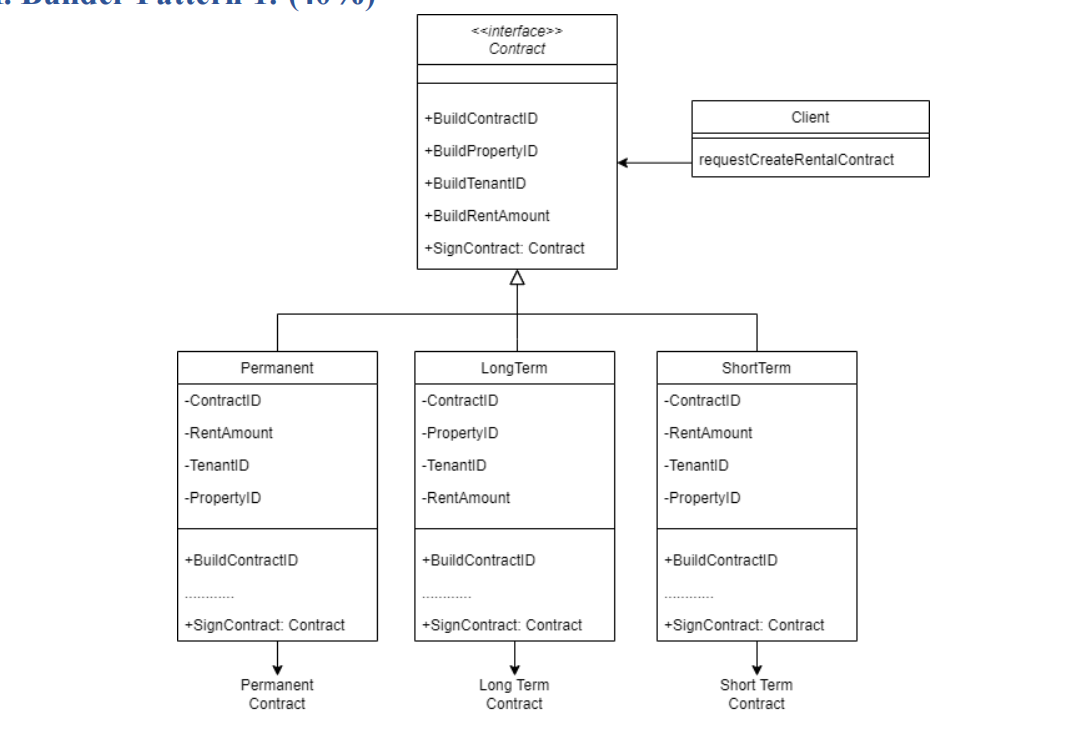 1. Builder Pattern 1: (40%)
<<interface>>
Contract
+BuildContractID
+BuildPropertyID
+BuildTenantID
+BuildRentAmount
+SignContract: Contract
Client
requestCreateRentalContract
Permanent
-ContractID
-RentAmount
-TenantID
-PropertyID
+BuildContractID
............
+SignContract: Contract
LongTerm
-ContractID
-PropertyID
-TenantID
-RentAmount
+BuildContractID
............
+SignContract: Contract
ShortTerm
-ContractID
-RentAmount
-TenantID
-PropertyID
+BuildContractID
............
+SignContract: Contract
Permanent
Contract
Long Term
Contract
Short Term
Contract